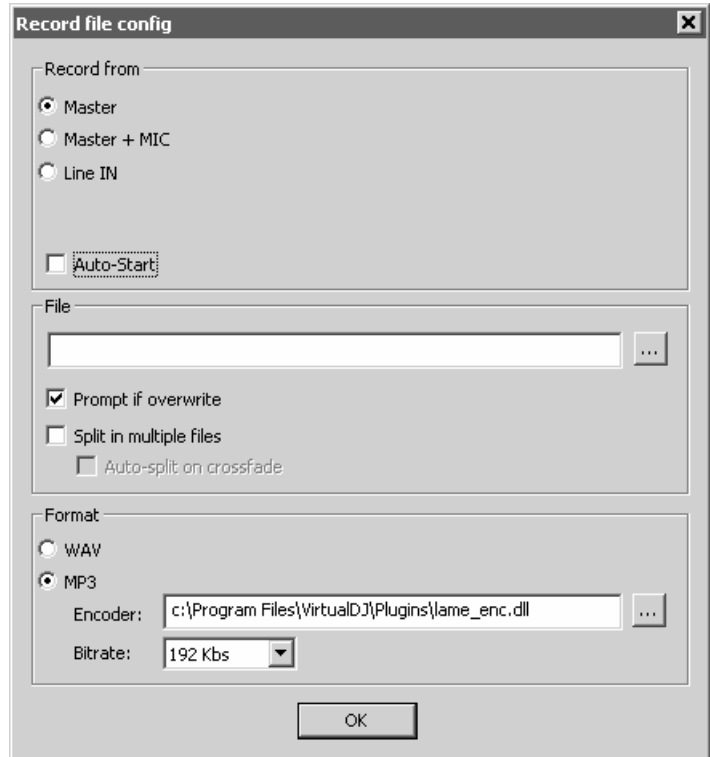 Record file config
Record from
Master
Master + MIC
Line IN
Auto-Start
File
...
Prompt if overwrite
Split in multiple files
Auto-split on crossfade
Format
WAV
MP3
Encoder: c:\Program Files\VirtualDJ\Plugins\lame_enc.dll ...
Bitrate: 192 Kbs
OK